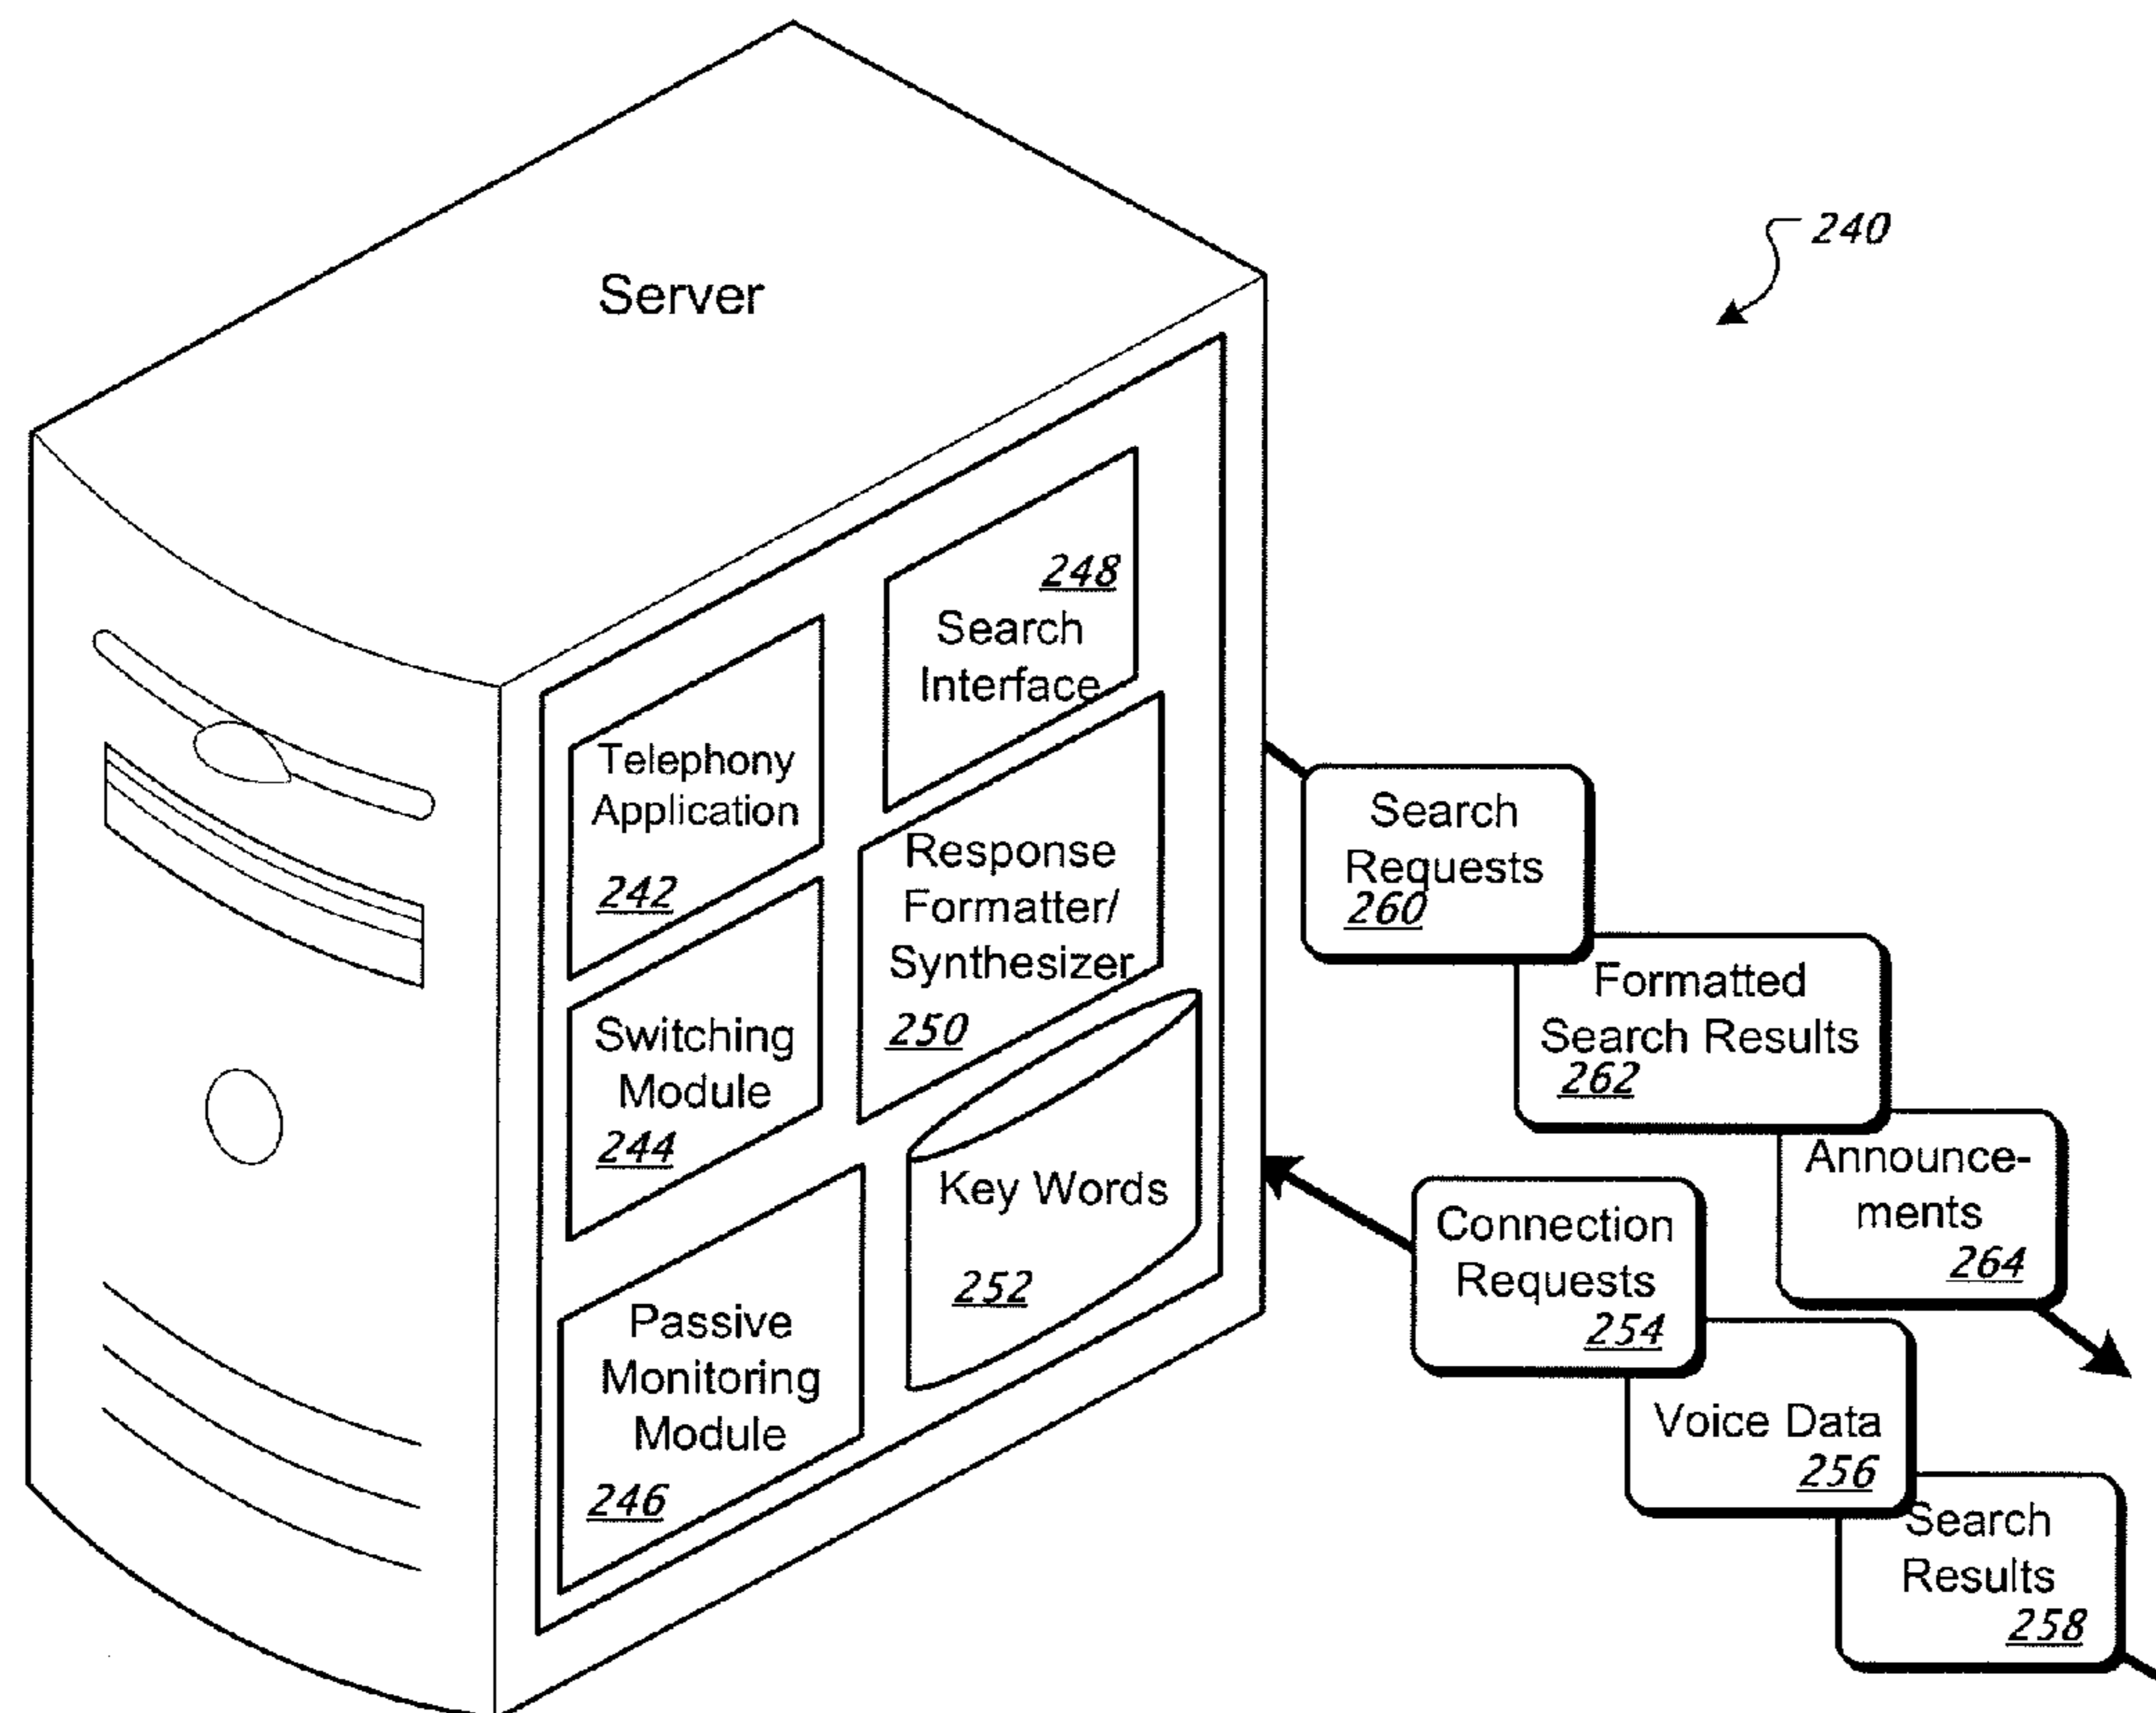 Server
240
248
Search
Interface
Telephony
Application
242
Response
Formatter/
Synthesizer
250
Switching
Module
244
Key Words
252
Passive
Monitoring
Module
246
Search
Requests
260
Formatted
Search Results
262
Announce-
ments
264
Connection
Requests
254
Voice Data
256
Search
Results
258